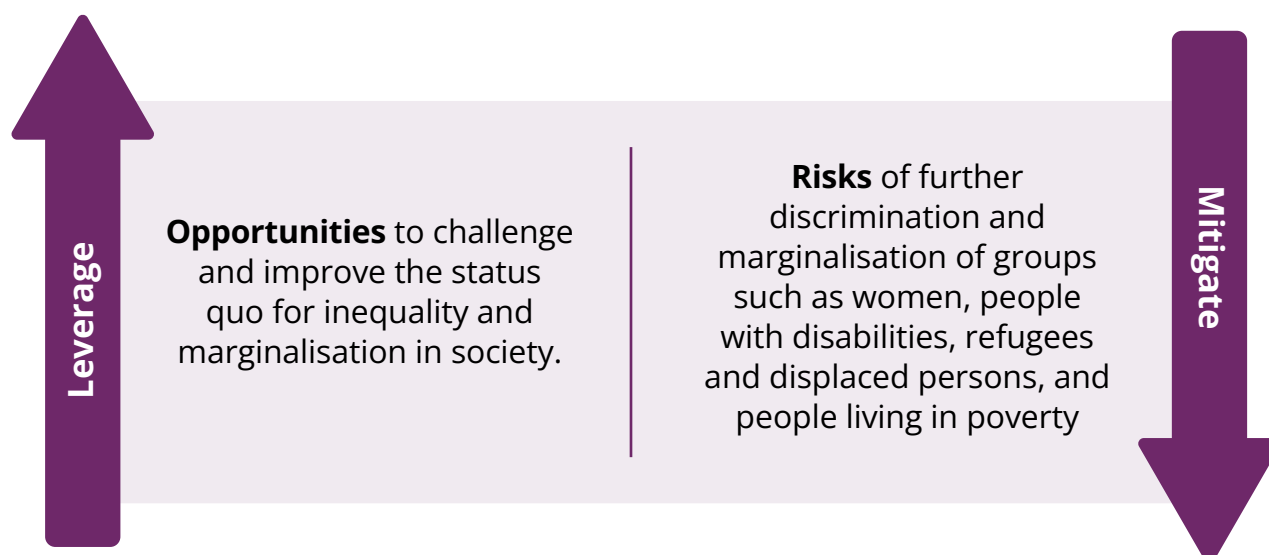 Leverage
Opportunities to challenge
and improve the status
quo for inequality and
marginalisation in society.
Risks of further
discrimination and
marginalisation of groups
such as women, people
with disabilities, refugees
and displaced persons, and
people living in poverty
Mitigate